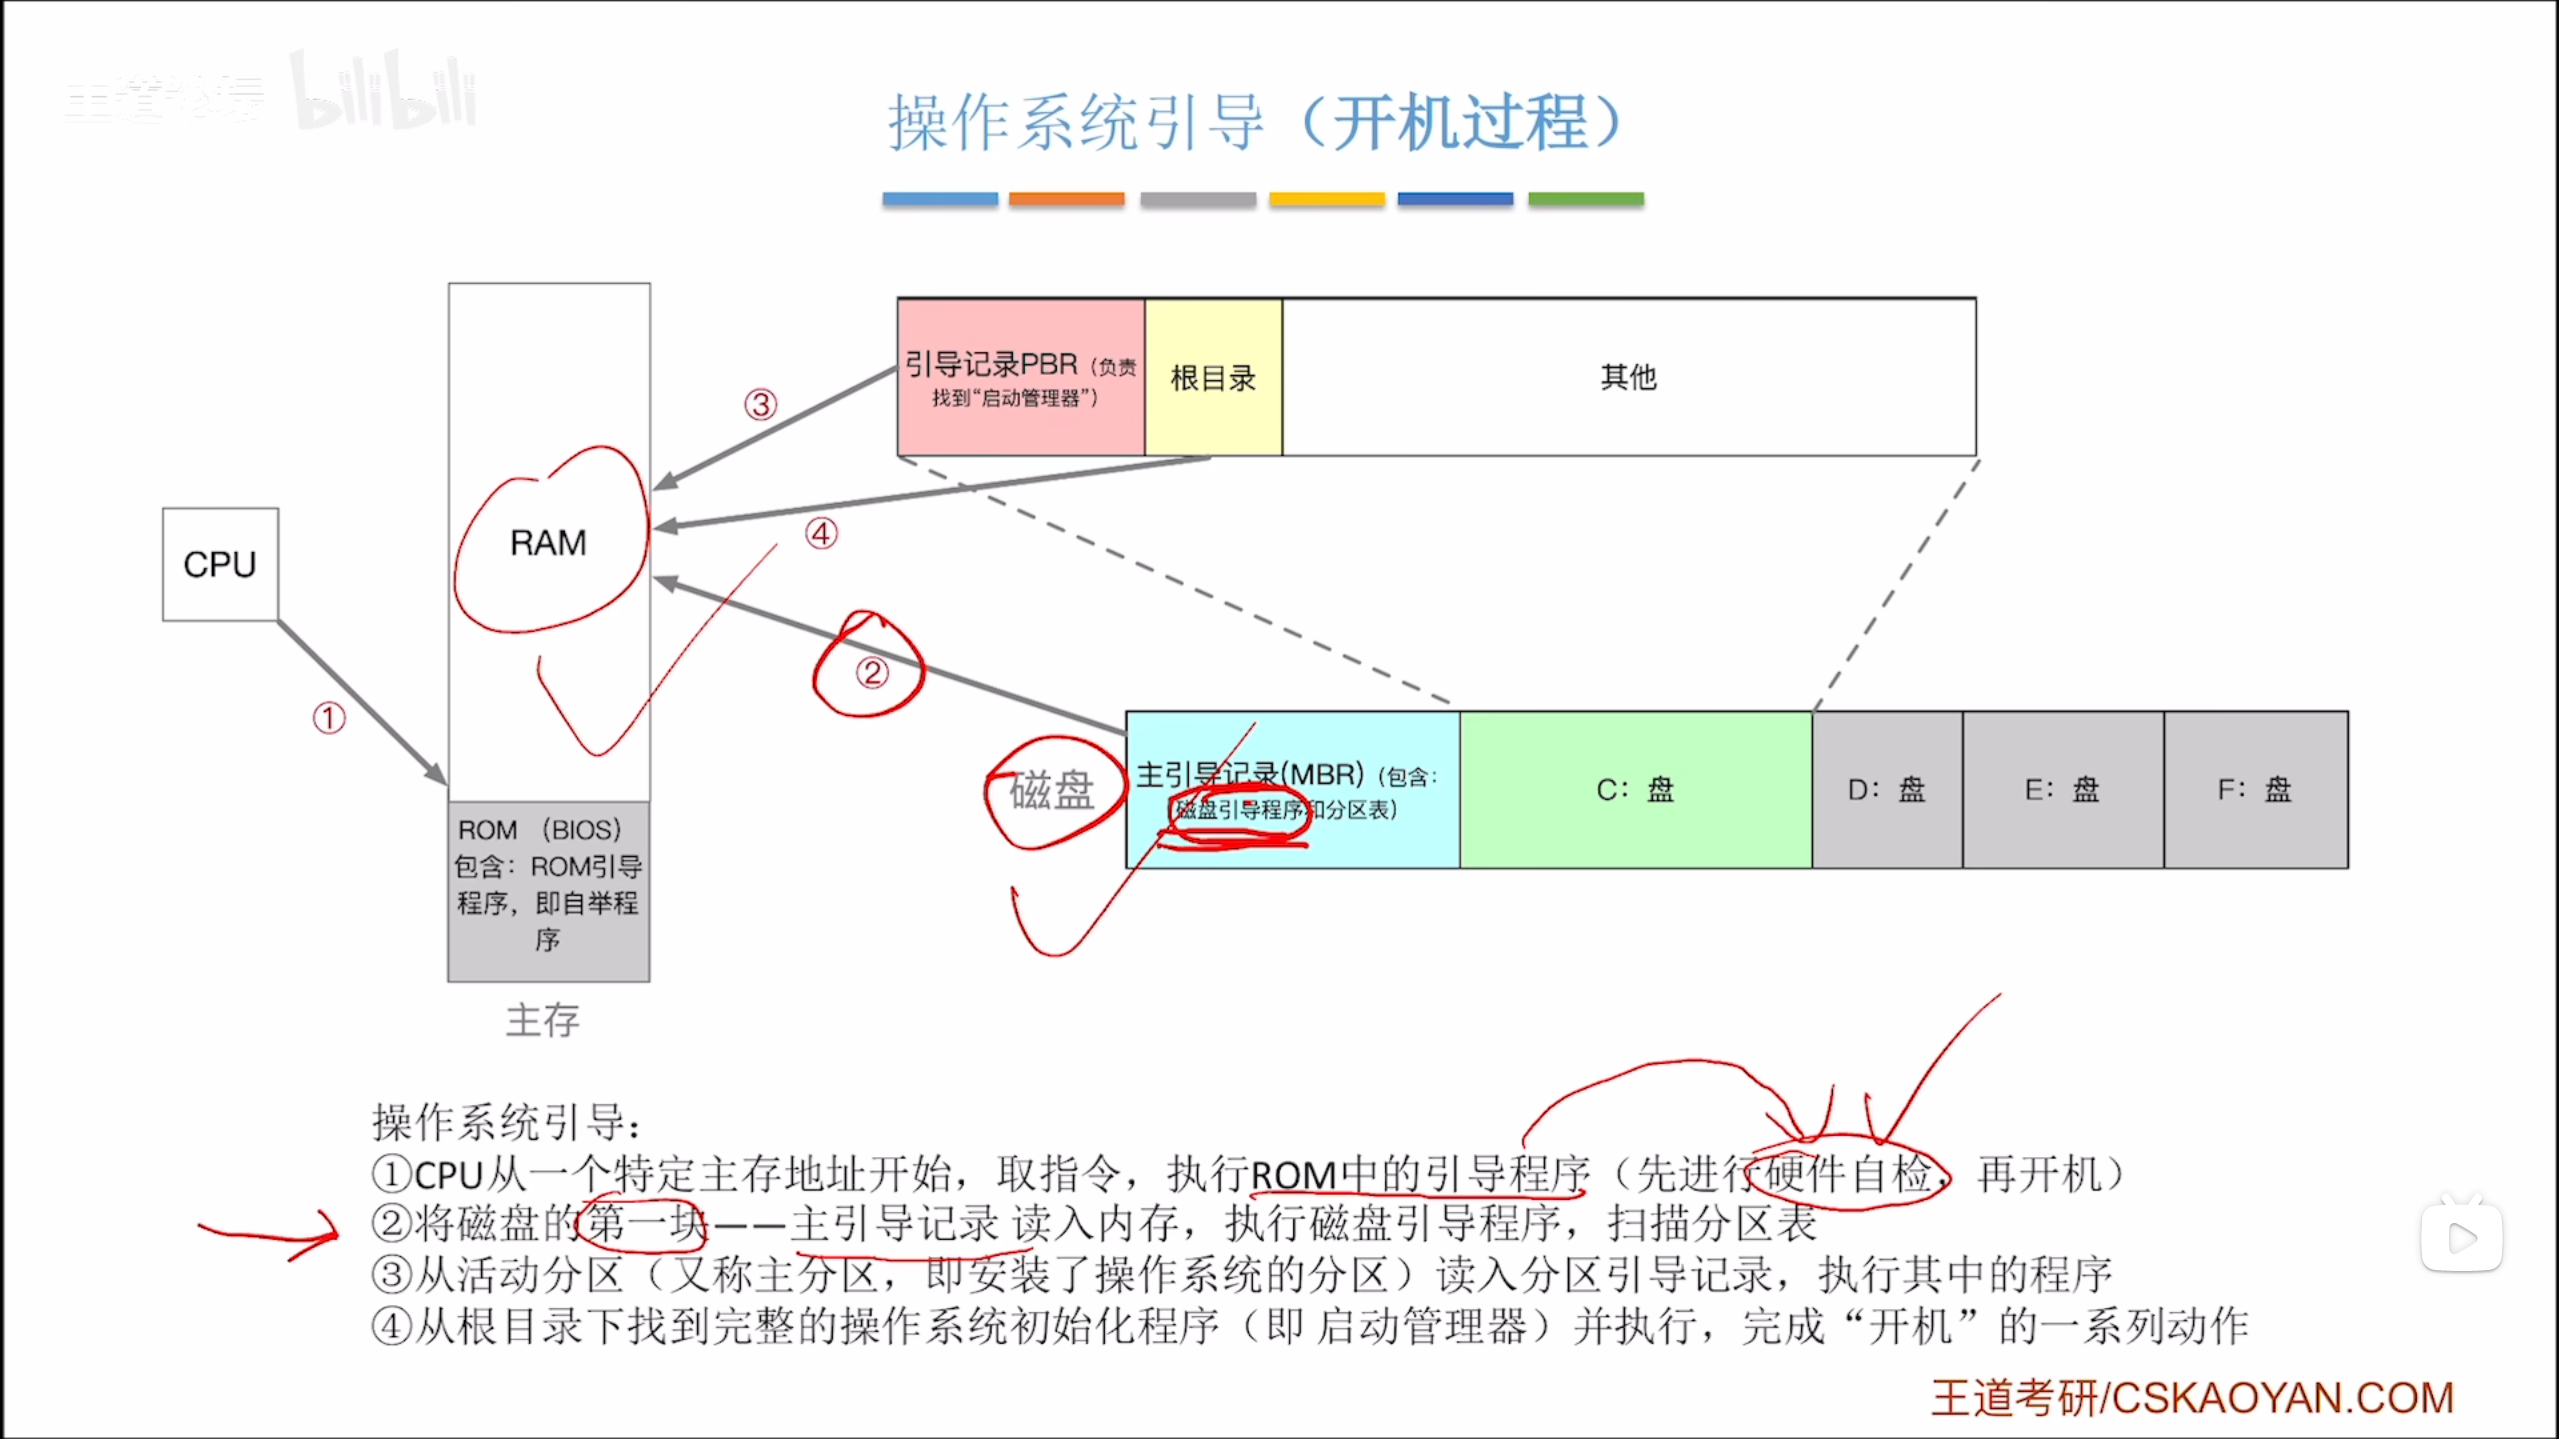 王道论坛 bilibili
操作系统引导（开机过程）
引导记录PBR（负责
找到“启动管理器”）
根目录
其他
③
④
RAM
CPU
②
①
磁盘
主引导记录(MBR)（包含：
磁盘引导程序和分区表）
C：盘
D：盘
E：盘
F：盘
ROM （BIOS）
包含：ROM引导
程序，即自举程
序
主存
操作系统引导：
①CPU从一个特定主存地址开始，取指令，执行ROM中的引导程序（先进行硬件自检，再开机）
②将磁盘的第一块——主引导记录 读入内存，执行磁盘引导程序，扫描分区表
③从活动分区（又称主分区，即安装了操作系统的分区）读入分区引导记录，执行其中的程序
④从根目录下找到完整的操作系统初始化程序（即 启动管理器）并执行，完成“开机”的一系列动作
王道考研/CSKAOYAN.COM